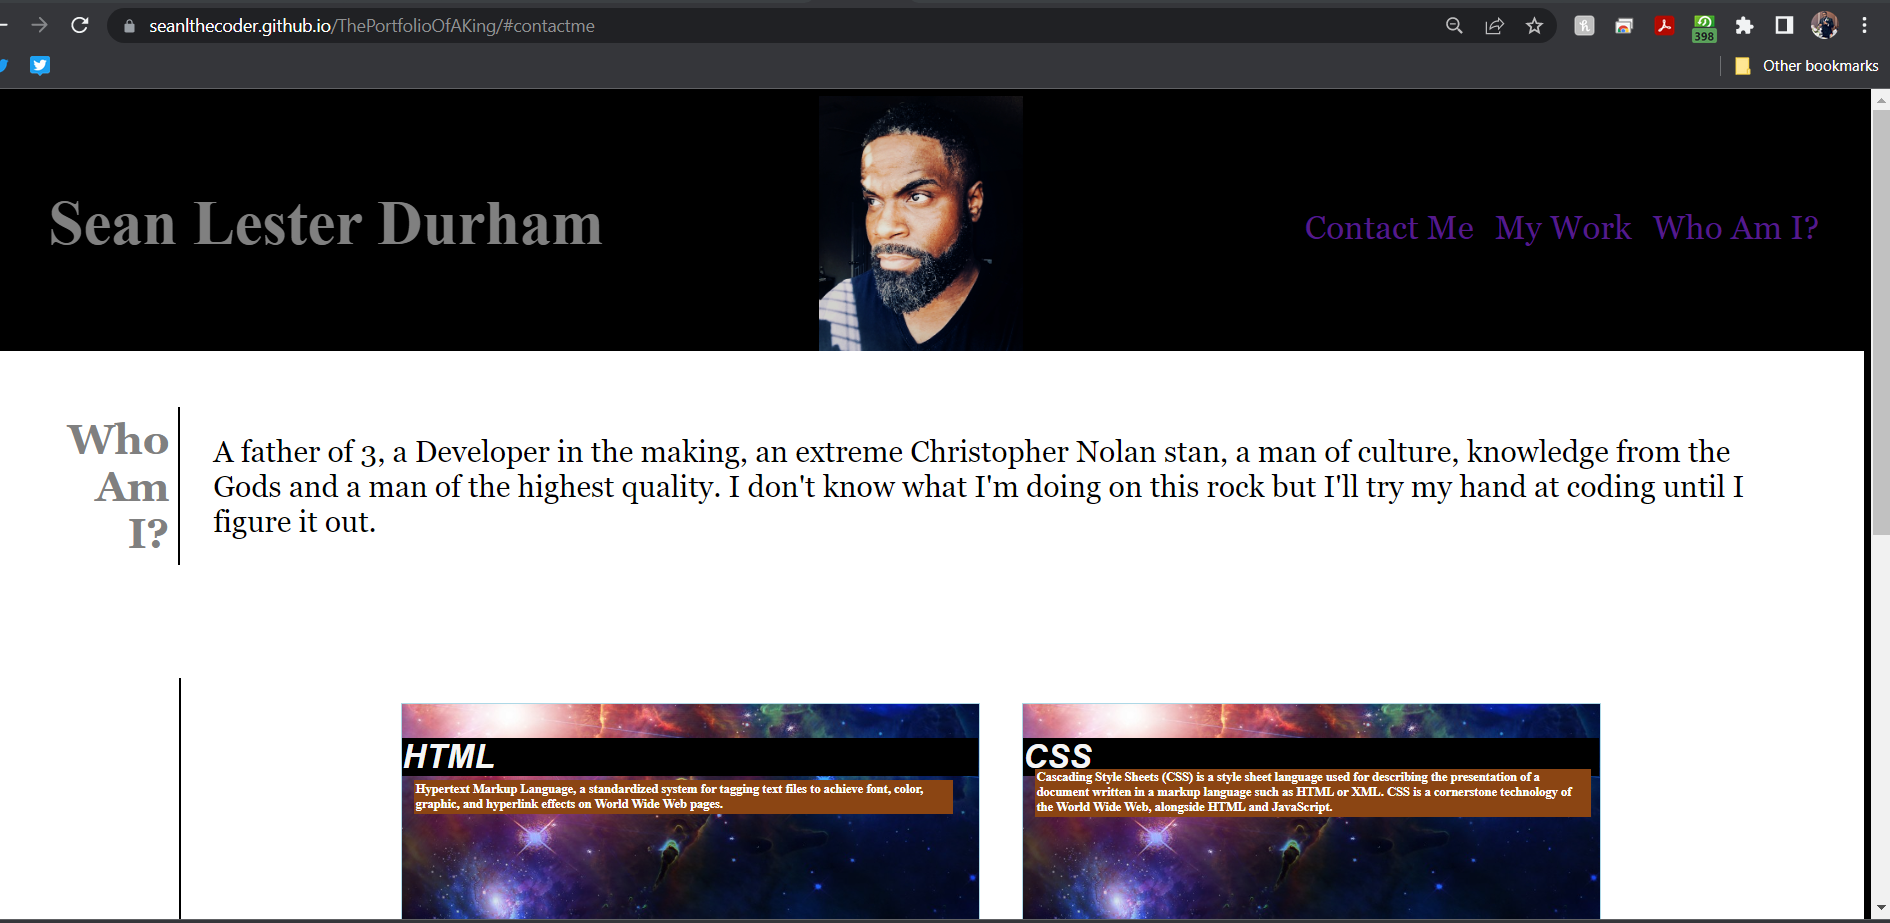 seanlthecoder.github.io/ThePortfolioOfAKing/#contactme
398
Other bookmarks
Sean Lester Durham
Contact Me My Work Who Am I?
Who
Am
I?
A father of 3, a Developer in the making, an extreme Christopher Nolan stan, a man of culture, knowledge from the
Gods and a man of the highest quality. I don't know what I'm doing on this rock but I'll try my hand at coding until I
figure it out.
HTML
Hypertext Markup Language, a standardized system for tagging text files to achieve font, color,
graphic, and hyperlink effects on World Wide Web pages.
CSS
Cascading Style Sheets (CSS) is a style sheet language used for describing the presentation of a
document written in a markup language such as HTML or XML. CSS is a cornerstone technology of
the World Wide Web, alongside HTML and JavaScript.